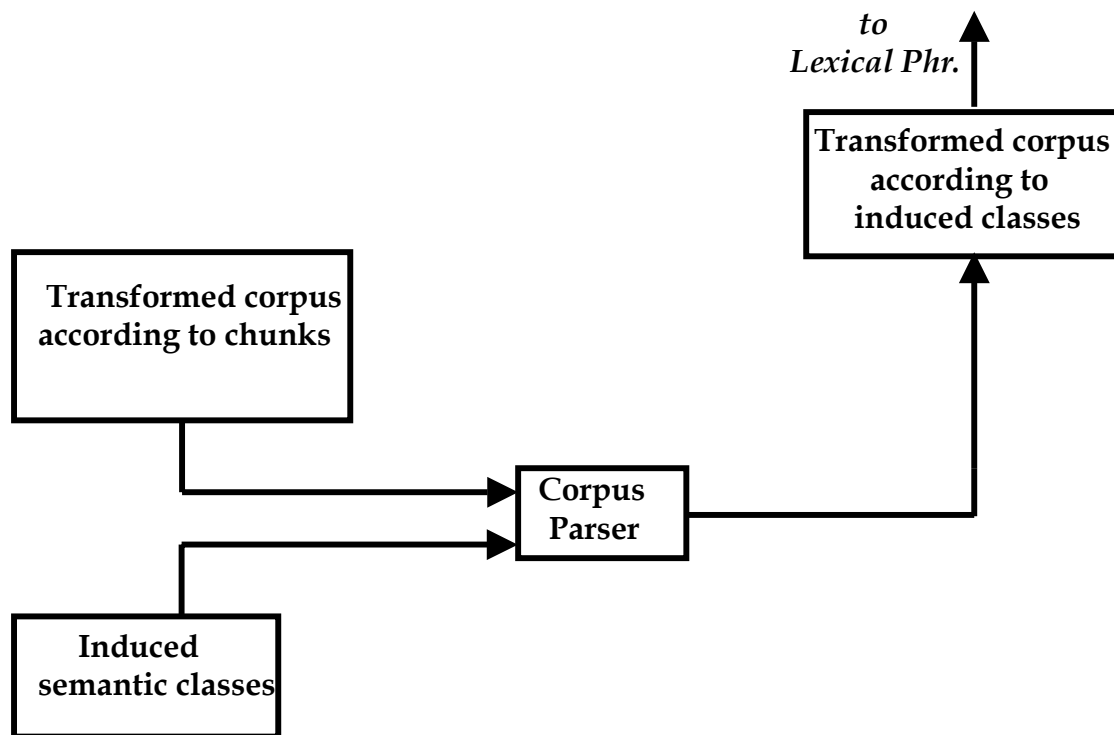 to
Lexical Phr.
Transformed corpus
according to
induced classes
Transformed corpus
according to chunks
Corpus
Parser
Induced
semantic classes